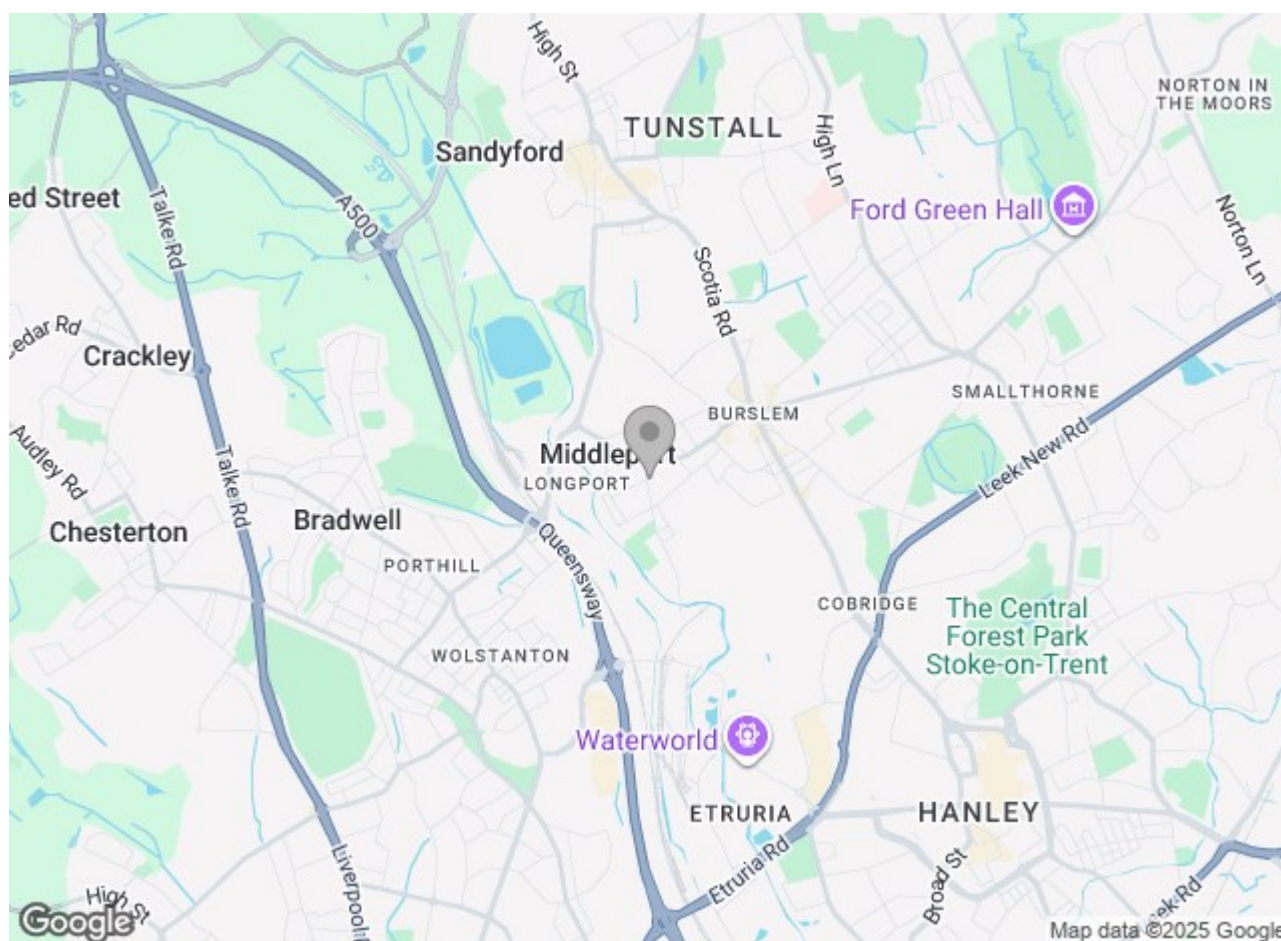 High St
TUNSTALL
High Ln
NORTON IN
THE MOORS
Sandyford
ed Street
Talke Rd
A500
Ford Green Hall
Norton Ln
Scotia Rd
edar Rd
Crackley
SMALLTHORNE
BURSLEM
Audley Rd
Talke Rd
Middleport
LONGPORT
Leek New Rd
Chesterton
Bradwell
Queensway
PORTHILL
COBRIDGE
The Central
Forest Park
Stoke-on-Trent
WOLSTANTON
Waterworld
ETRURIA
HANLEY
Etruria Rd
Liverpool
Broad St
High St
eek Rd
Google
Map data ©2025 Google